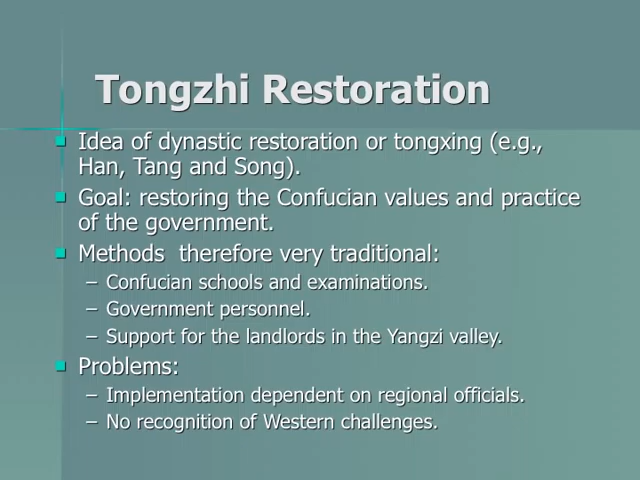 Tongzhi Restoration
Idea of dynastic restoration or tongxing (e.g.,
Han, Tang and Song).
Goal: restoring the Confucian values and practice
of the government.
Methods  therefore very traditional:
– Confucian schools and examinations.
– Government personnel.
– Support for the landlords in the Yangzi valley.
Problems:
– Implementation dependent on regional officials.
– No recognition of Western challenges.